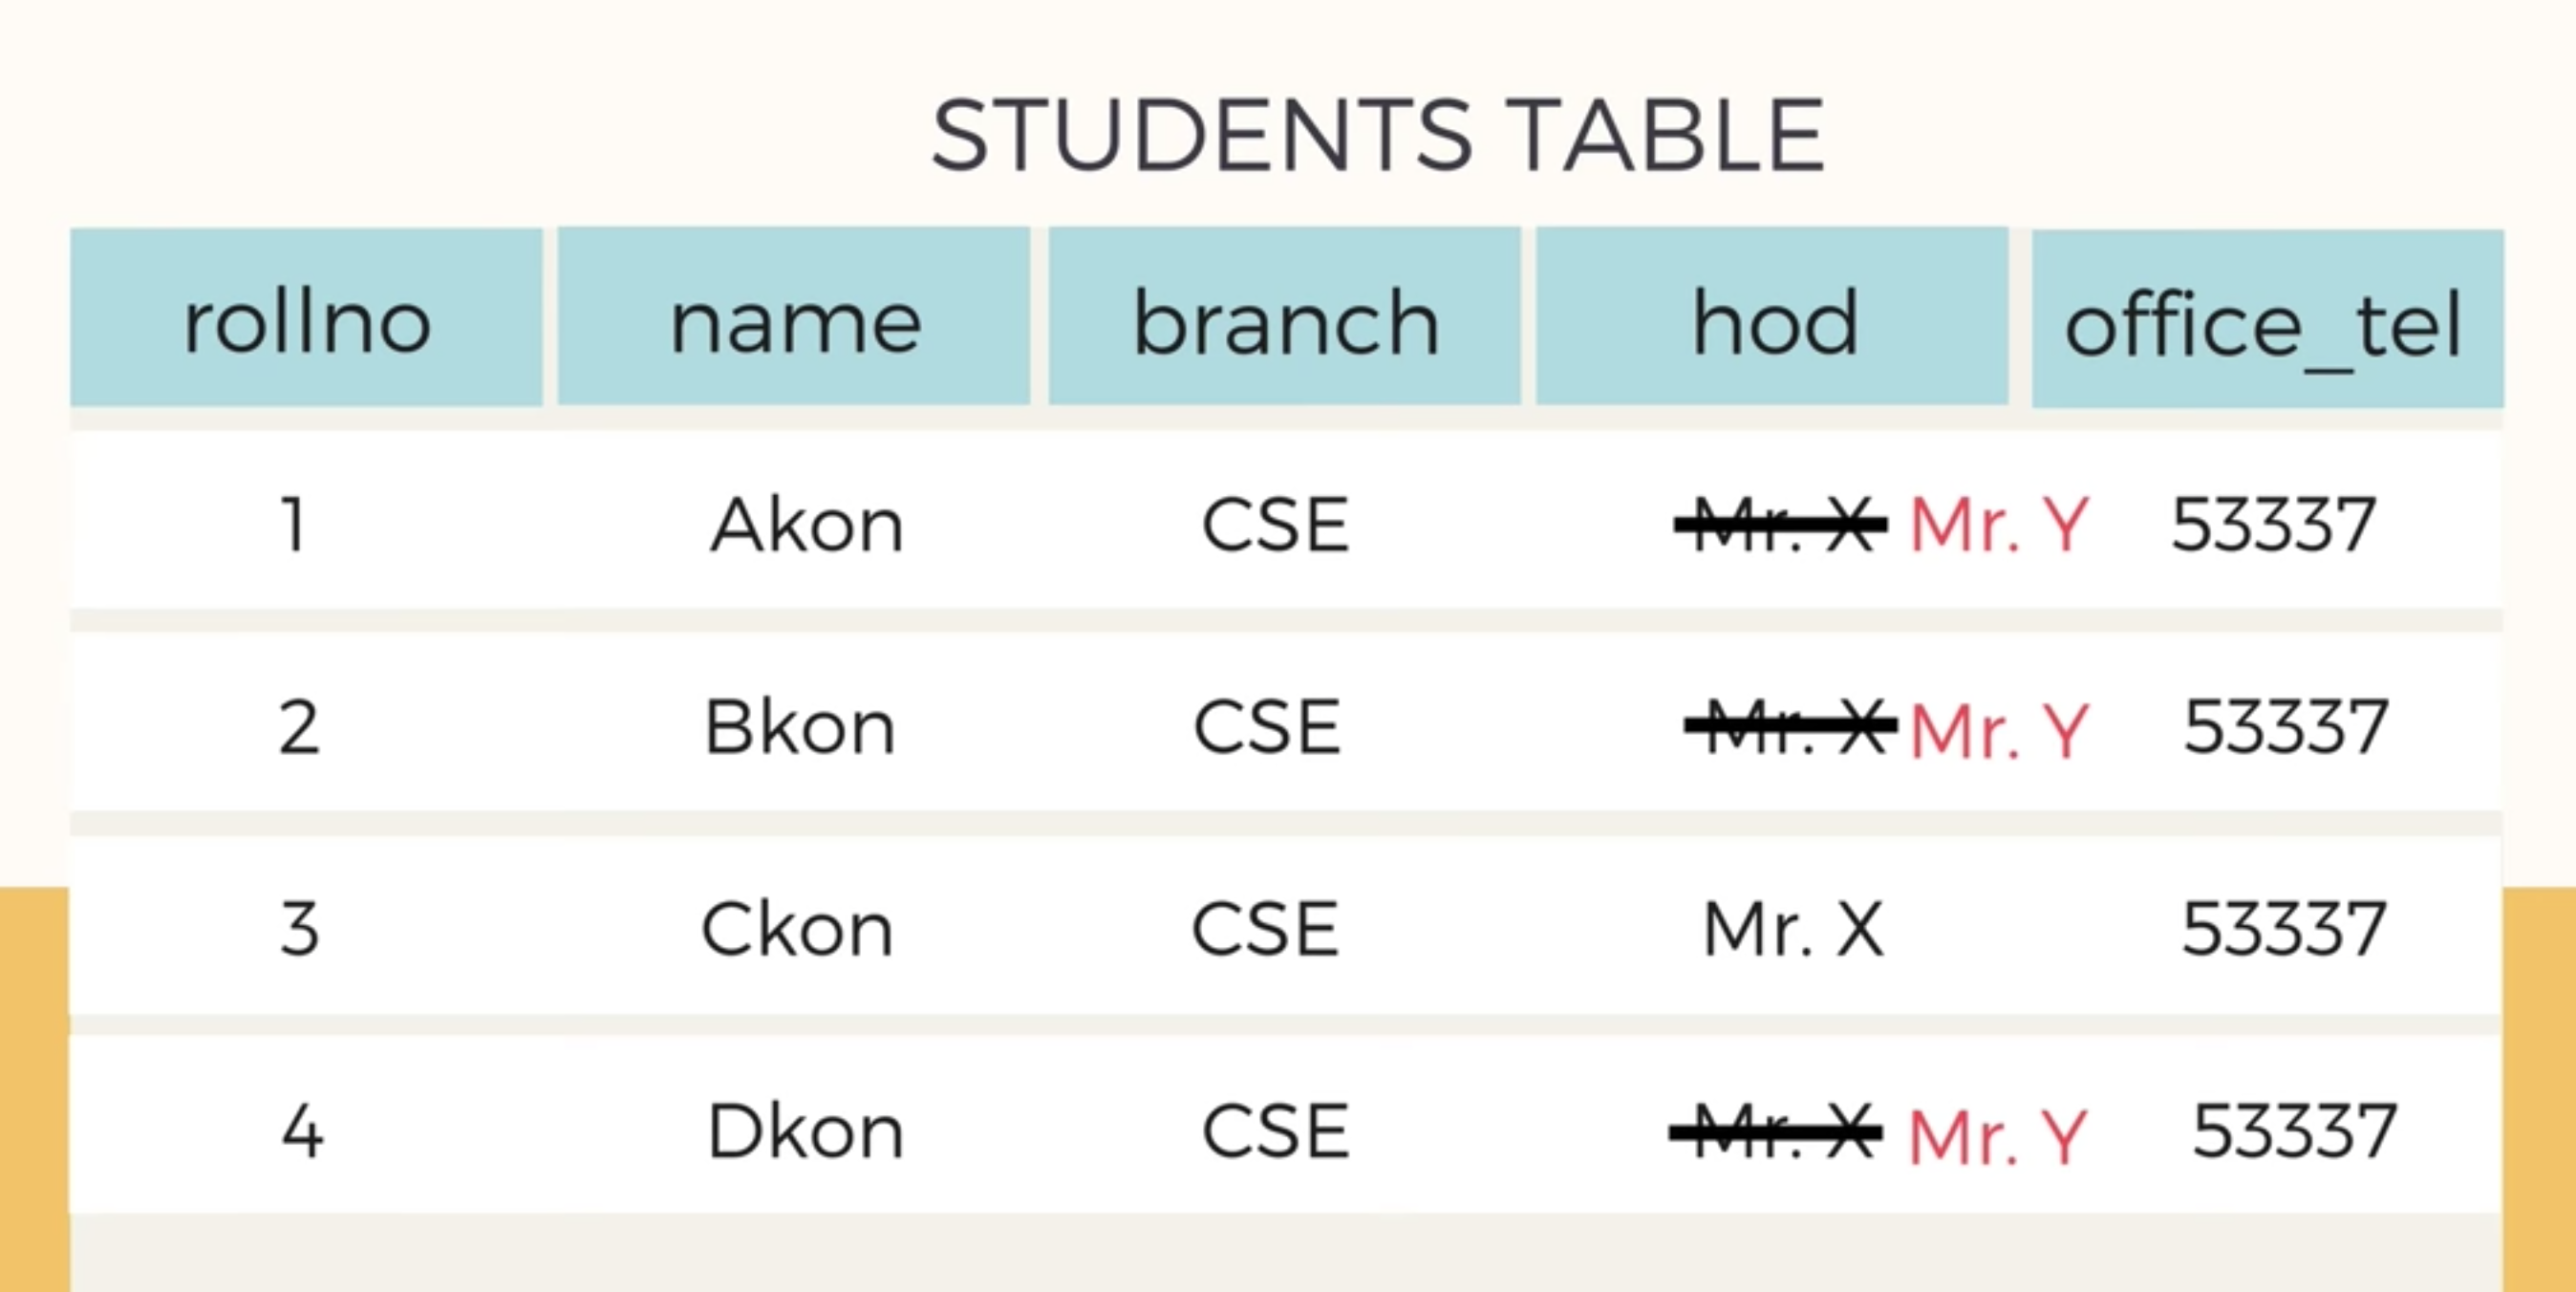 STUDENTS TABLE
rollno name branch hod office_tel
1 Akon CSE Mr. X Mr. Y 53337
2 Bkon CSE Mr. X Mr. Y 53337
3 Ckon CSE Mr. X 53337
4 Dkon CSE Mr. X Mr. Y 53337